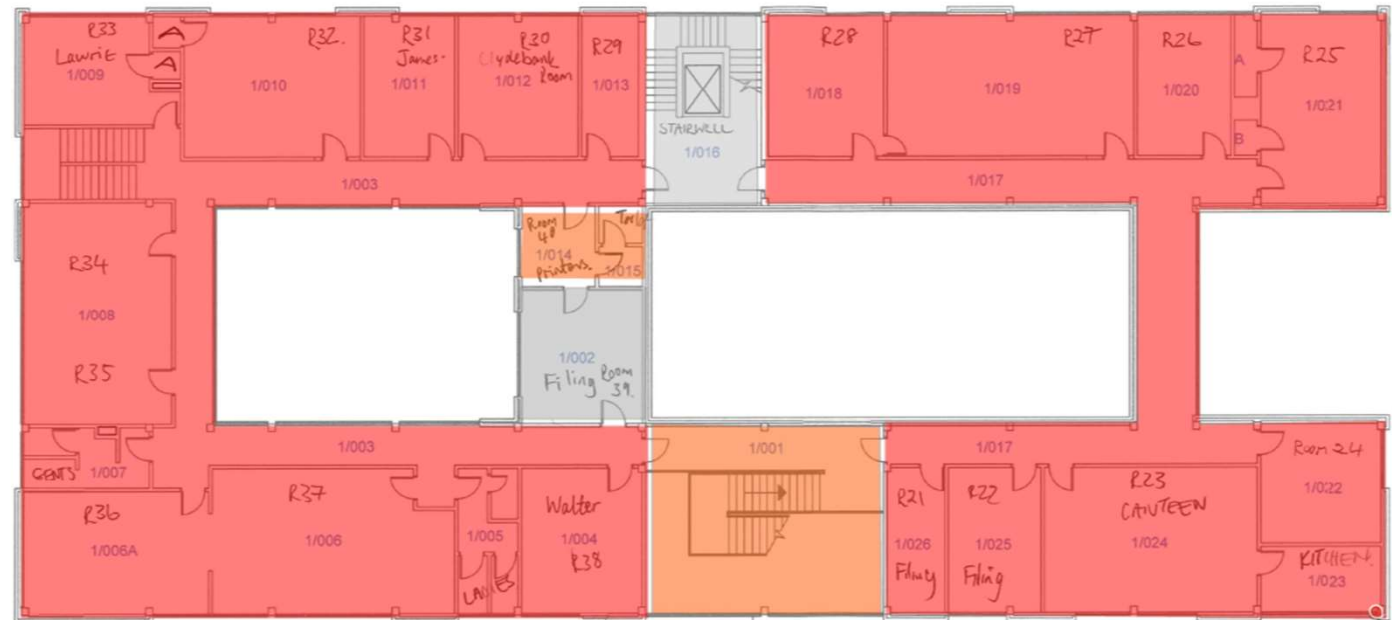 R33
Lawrie
1/009
A
A
R32.
1/010
R31
James.
1/011
R30
Clydebank
Room
1/012
R29
1/013
STAIRWELL
1/016
R28
1/018
R27
1/019
R26
1/020
A
B
R25
1/021
1/003
1/017
Room
40
1/014
Printers.
1/015
R34
1/008
R35
1/002
Filing Room
39.
1/003
1/001
1/017
GENTS
1/007
R36
1/006A
R37
1/006
1/005
LADIES
Walter
1/004
R38
R21
1/026
Filing
R22
1/025
Filing
R23
CANTEEN
1/024
Room 24
1/022
KITCHEN.
1/023